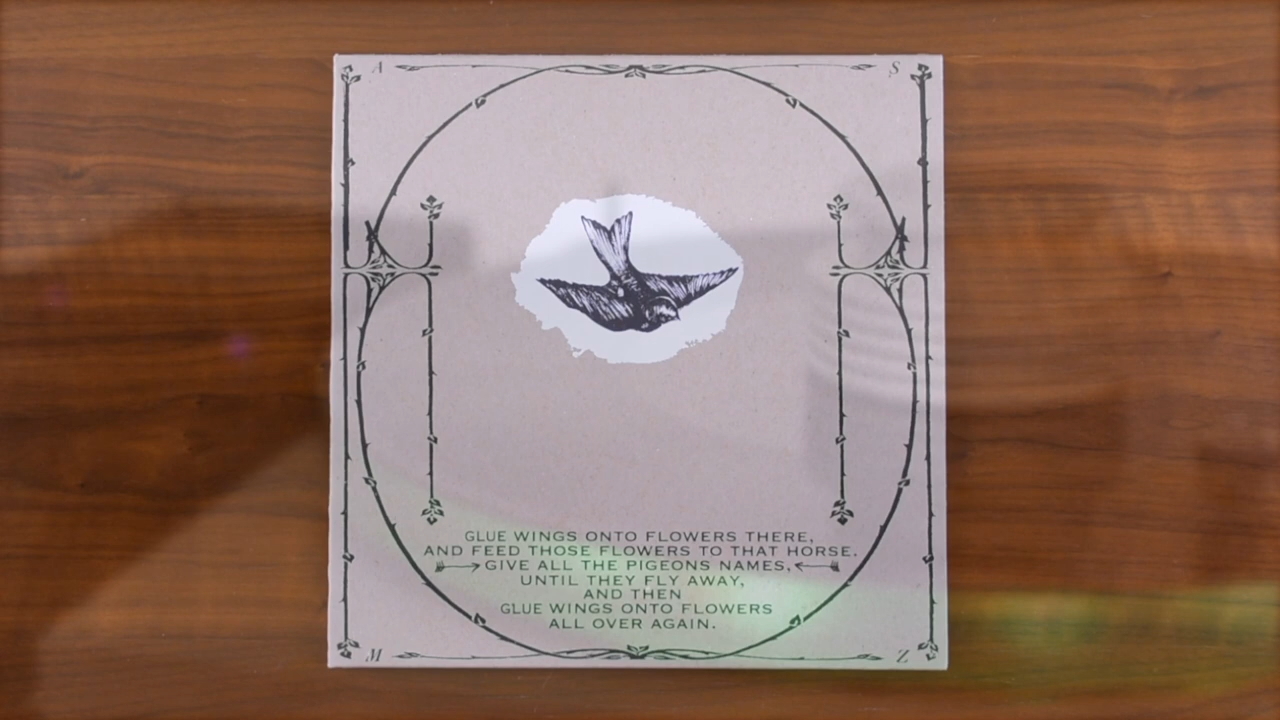 A S
GLUE WINGS ONTO FLOWERS THERE,
AND FEED THOSE FLOWERS TO THAT HORSE.
GIVE ALL THE PIGEONS NAMES,
UNTIL THEY FLY AWAY,
AND THEN
GLUE WINGS ONTO FLOWERS
ALL OVER AGAIN.
M Z